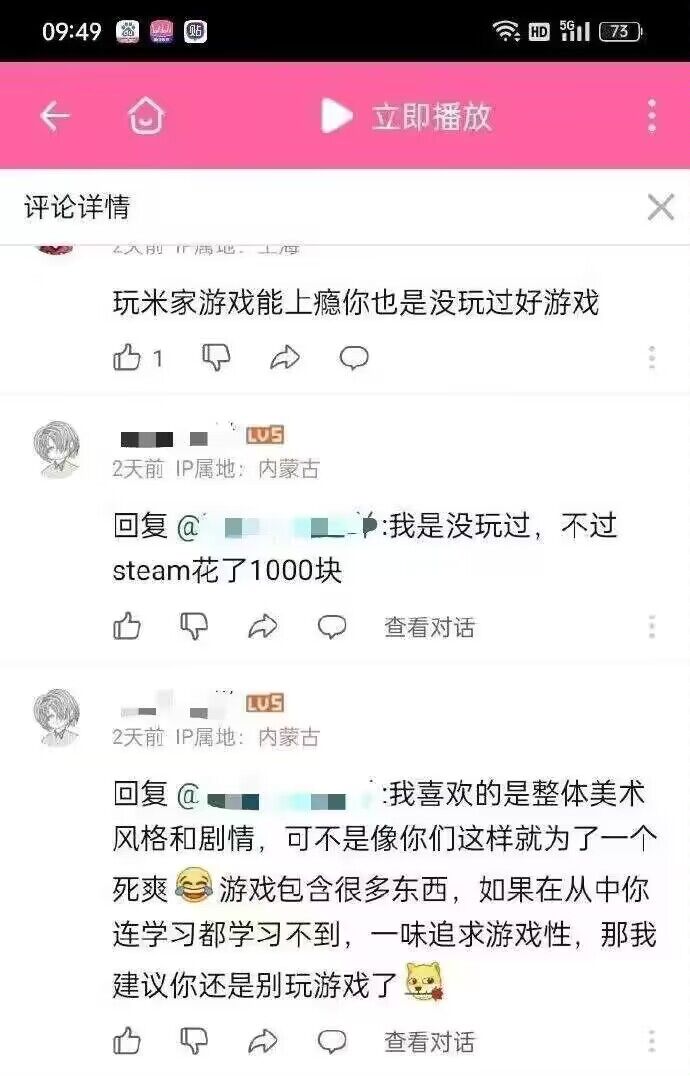 09:49
HD
5G
73
立即播放
评论详情
2天前 IP属地：上海
玩米家游戏能上瘾你也是没玩过好游戏
1
LV5
2天前 IP属地：内蒙古
回复 @ :我是没玩过，不过
steam花了1000块
查看对话
LV5
2天前 IP属地：内蒙古
回复 @ :我喜欢的是整体美术
风格和剧情，可不是像你们这样就为了一个
死爽😂游戏包含很多东西，如果在从中你
连学习都学习不到，一味追求游戏性，那我
建议你还是别玩游戏了
查看对话